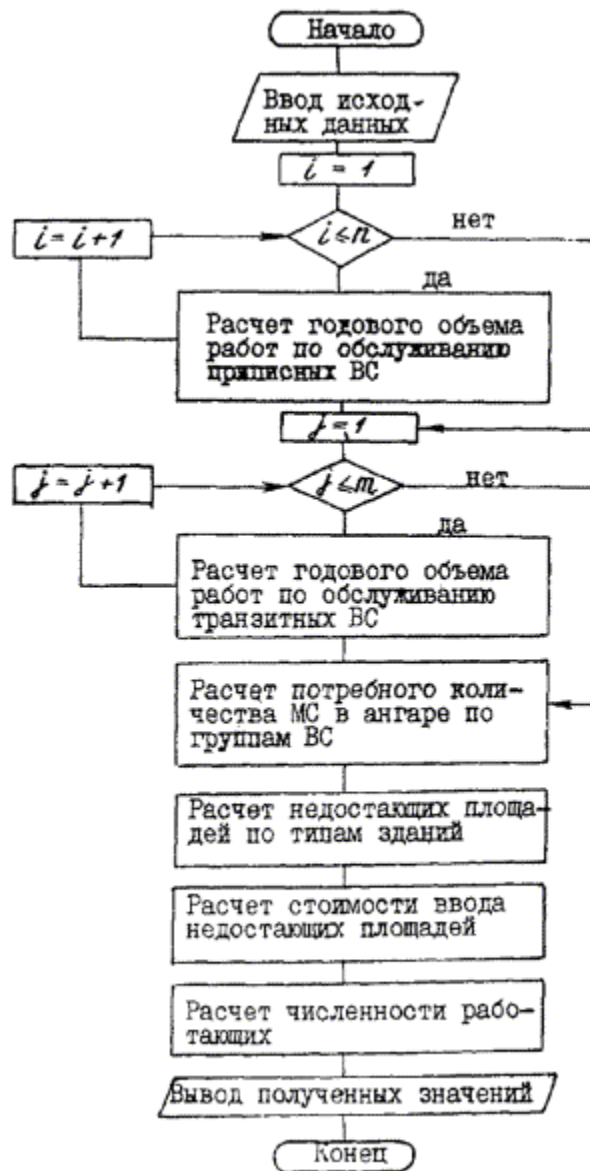 Начало
Ввод исход-
ных данных
i = 1
i = i+1
i ≤ n
нет
да
Расчет годового объема
работ по обслуживанию
приписных ВС
j = 1
j = j+1
j ≤ m
нет
да
Расчет годового объема
работ по обслуживанию
транзитных ВС
Расчет потребного коли-
чества МС в ангаре по
группам ВС
Расчет недостающих площа-
дей по типам зданий
Расчет стоимости ввода
недостающих площадей
Расчет численности рабо-
тающих
Вывод полученных значений
Конец